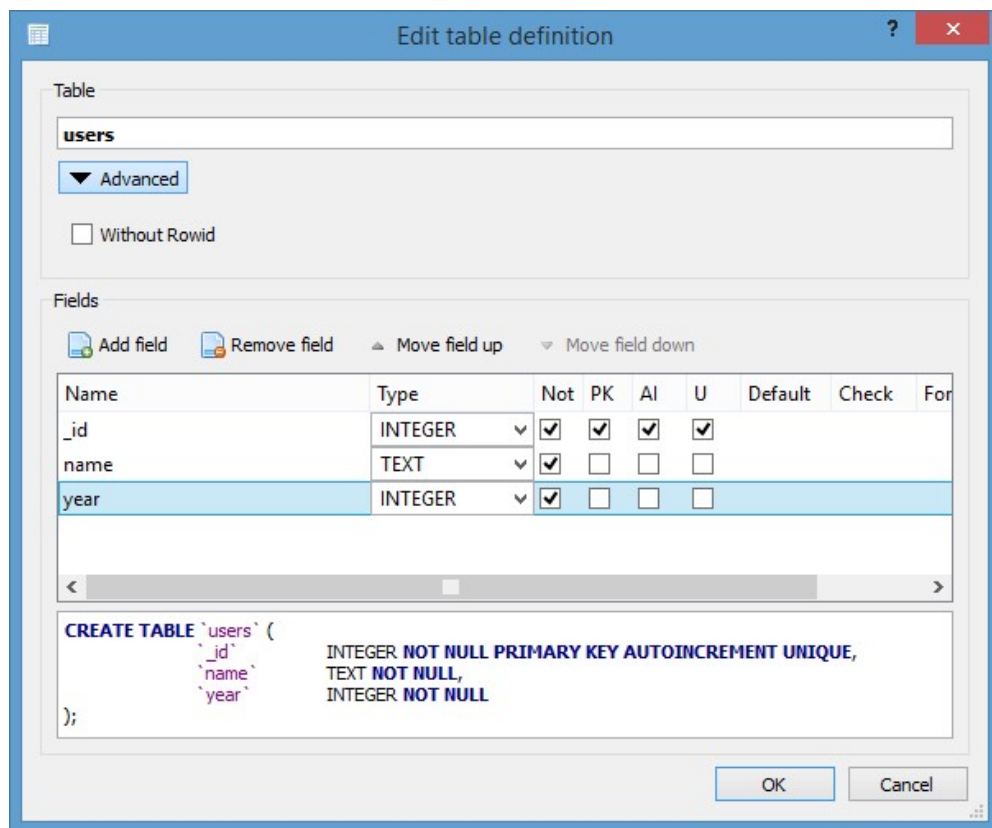 Edit table definition
?
Table
users
Advanced
Without Rowid
Fields
Add field Remove field Move field up Move field down
Name Type Not PK AI U Default Check For
_id INTEGER
name TEXT
year INTEGER
CREATE TABLE `users` (
`_id` INTEGER NOT NULL PRIMARY KEY AUTOINCREMENT UNIQUE,
`name` TEXT NOT NULL,
`year` INTEGER NOT NULL
);
OK Cancel